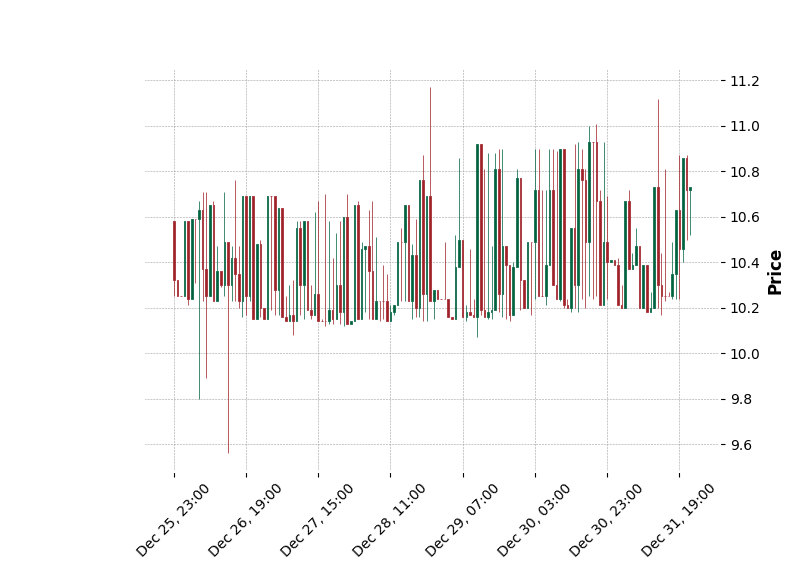 11.2
11.0
10.8
10.6
10.4
10.2
10.0
9.8
9.6
Price
Dec 25, 23:00
Dec 26, 19:00
Dec 27, 15:00
Dec 28, 11:00
Dec 29, 07:00
Dec 30, 03:00
Dec 30, 23:00
Dec 31, 19:00